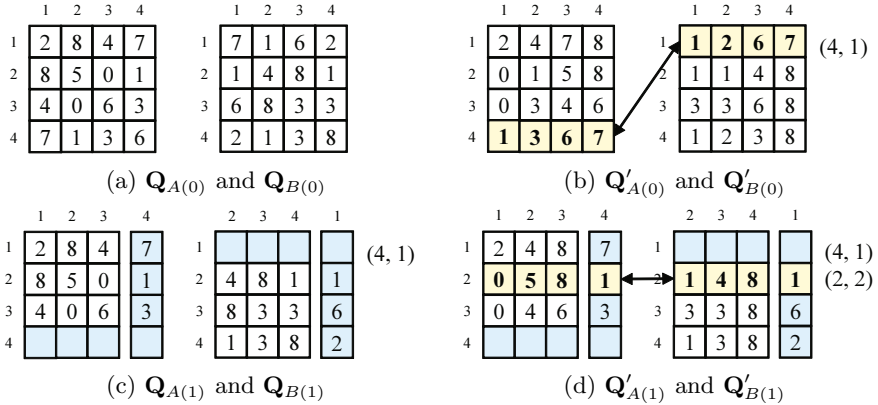 1 2 3 4
1 2 8 4 7
2 8 5 0 1
3 4 0 6 3
4 7 1 3 6
1 2 3 4
1 7 1 6 2
2 1 4 8 1
3 6 8 3 3
4 2 1 3 8
(a) Q_A(0) and Q_B(0)
1 2 3 4
1 2 4 7 8
2 0 1 5 8
3 0 3 4 6
4 1 3 6 7
1 2 3 4
1 1 2 6 7 (4, 1)
2 1 1 4 8
3 3 3 6 8
4 1 2 3 8
(b) Q′_A(0) and Q′_B(0)
1 2 3 4
1 2 8 4 7
2 8 5 0 1
3 4 0 6 3
4
2 3 4 1
1 (4, 1)
2 4 8 1 1
3 8 3 3 6
4 1 3 8 2
(c) Q_A(1) and Q_B(1)
1 2 3 4
1 2 4 8 7
2 0 5 8 1
3 0 4 6 3
4
2 3 4 1
1 (4, 1)
2 1 4 8 1 (2, 2)
3 3 3 8 6
4 1 3 8 2
(d) Q′_A(1) and Q′_B(1)